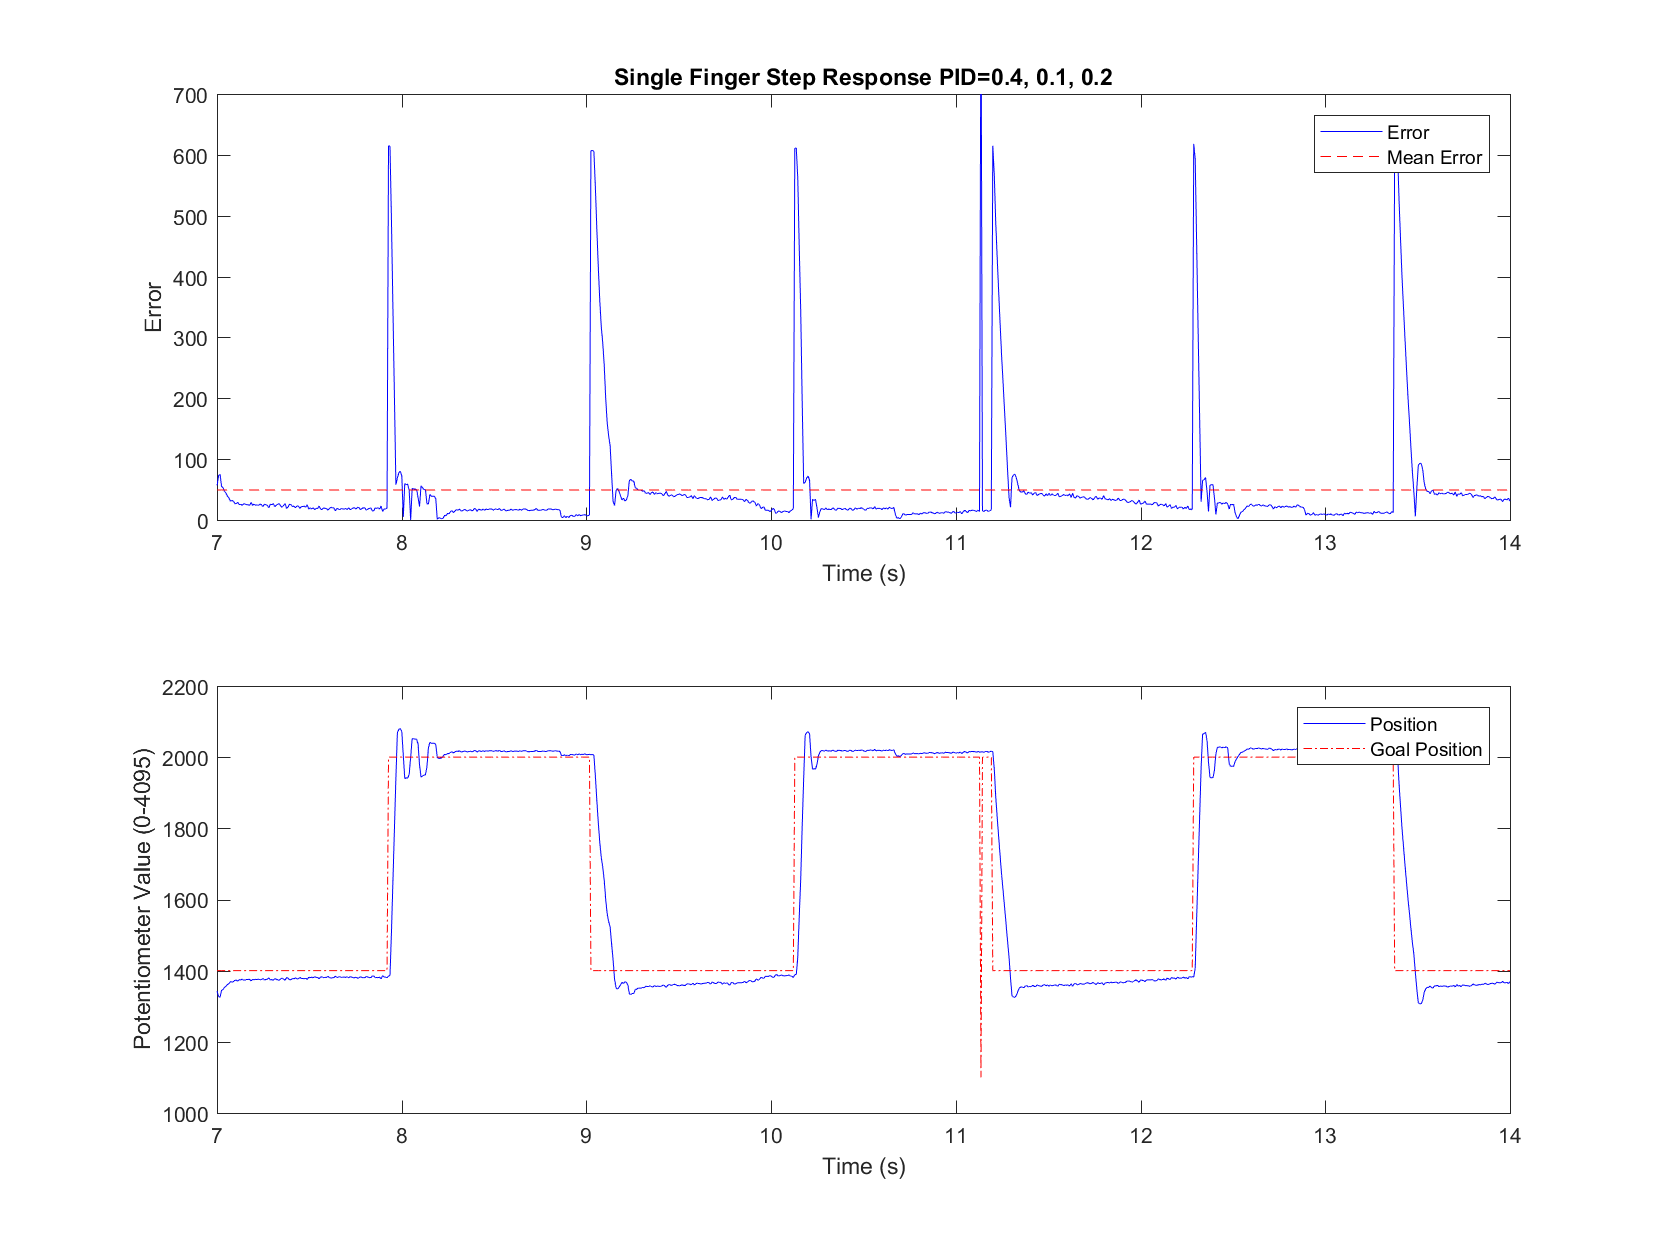 Single Finger Step Response PID=0.4, 0.1, 0.2
700
600
500
400
300
200
100
0
Error
Error
Mean Error
7 8 9 10 11 12 13 14
Time (s)
2200
2000
1800
1600
1400
1200
1000
Potentiometer Value (0-4095)
Position
Goal Position
7 8 9 10 11 12 13 14
Time (s)